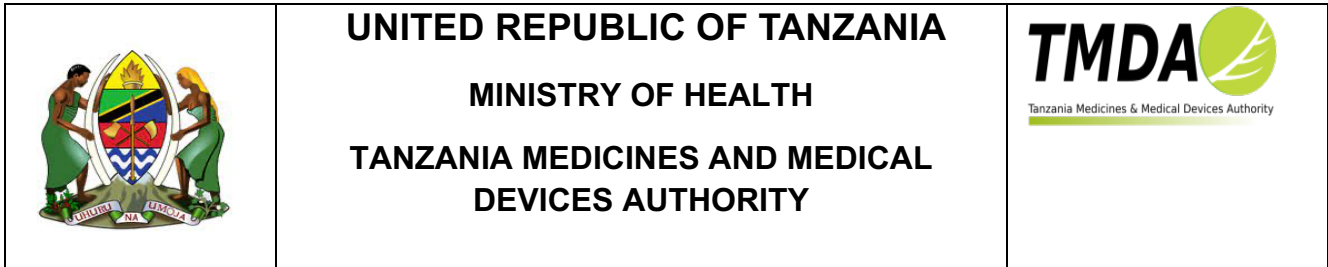 UNITED REPUBLIC OF TANZANIA
MINISTRY OF HEALTH
TANZANIA MEDICINES AND MEDICAL
DEVICES AUTHORITY
UHURU NA UMOJA
TMDA
Tanzania Medicines & Medical Devices Authority